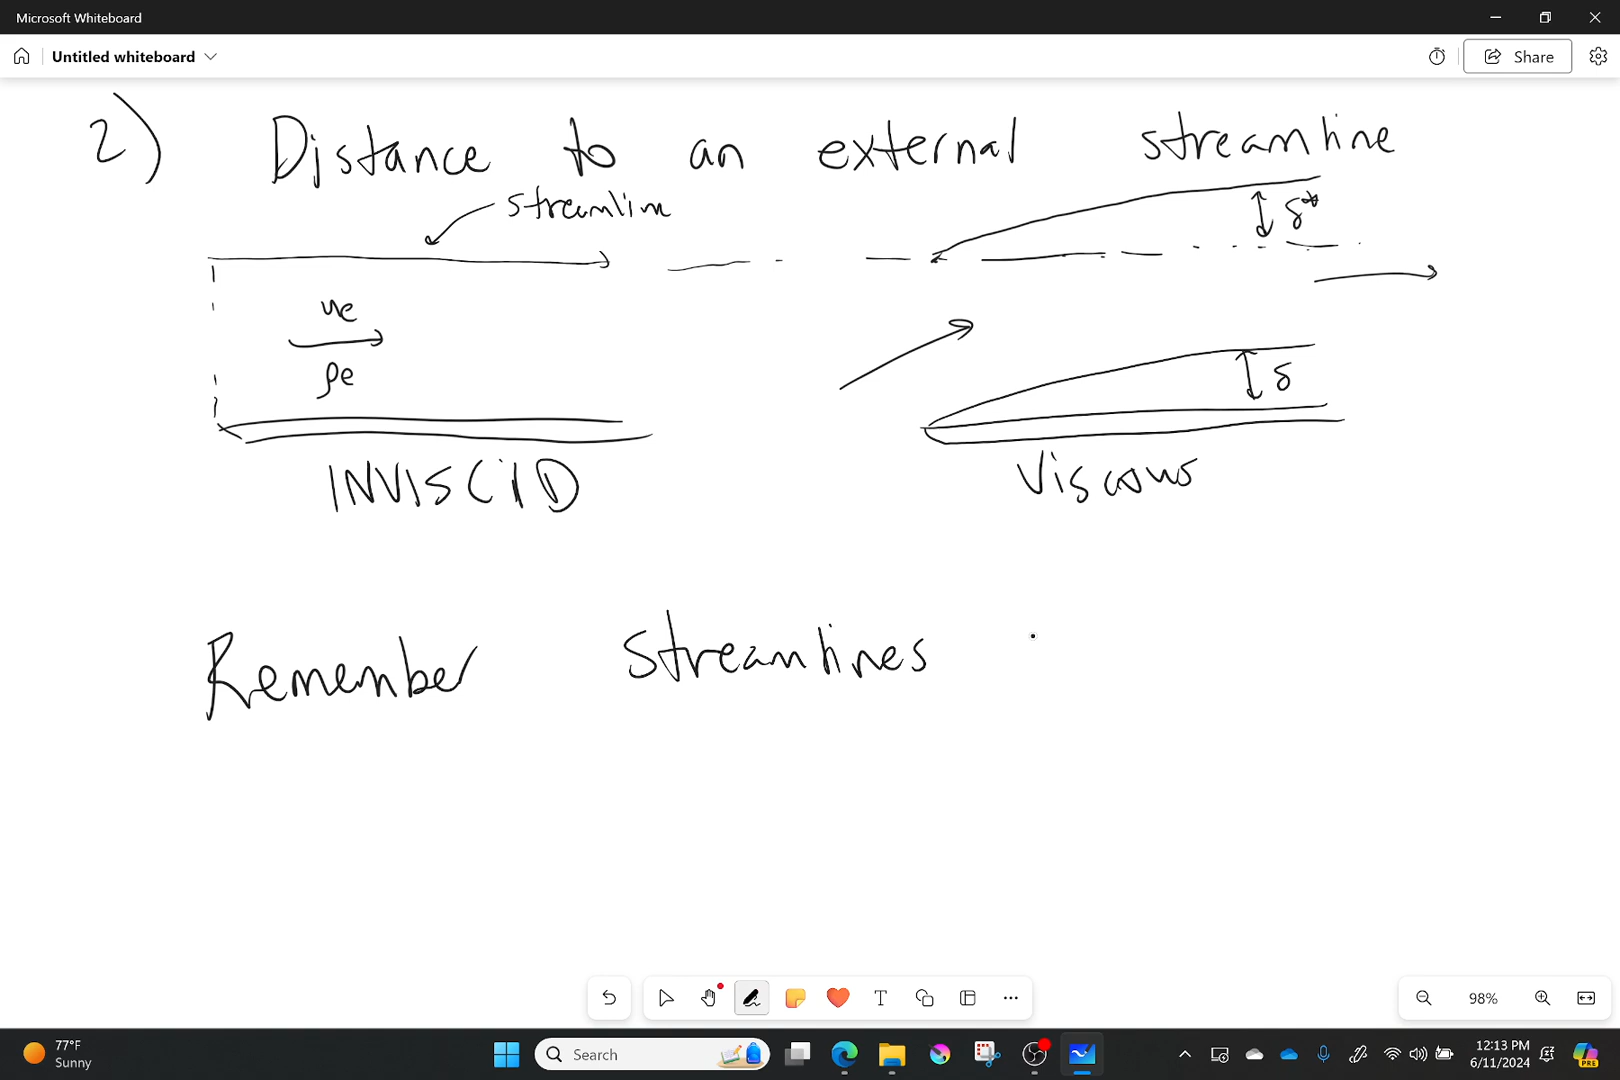 Microsoft Whiteboard
Untitled whiteboard
Share
2) Distance to an external streamline
streamline
δ*
ue
ρe
δ
INVISCID
Viscous
Remember streamlines
98%
77°F
Sunny
Search
12:13 PM
6/11/2024
PRE